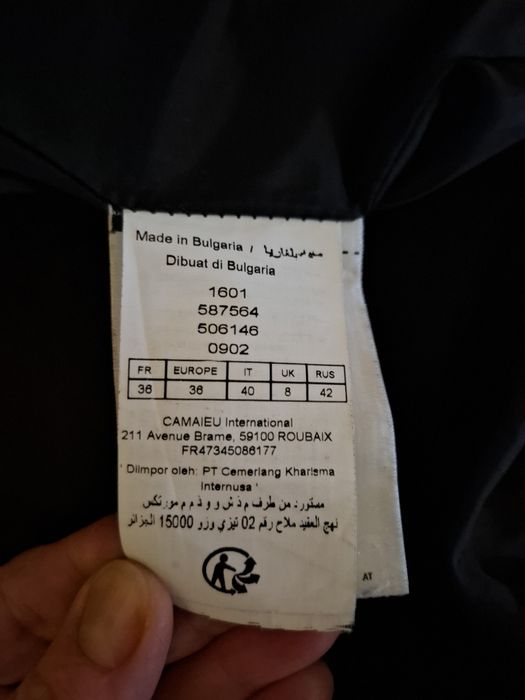 Made in Bulgaria / صنع في بلغاريا
Dibuat di Bulgaria
1601
587564
506146
0902
FR EUROPE IT UK RUS
36 36 40 8 42
CAMAIEU International
211 Avenue Brame, 59100 ROUBAIX
FR47345086177
Diimpor oleh: PT Cemerlang Kharisma
Internusa
مستورد من طرف م ذ ش و و ذ م م مورتكس
نهج العقيد ملاح رقم 02 تيزي وزو 15000 الجزائر
AT